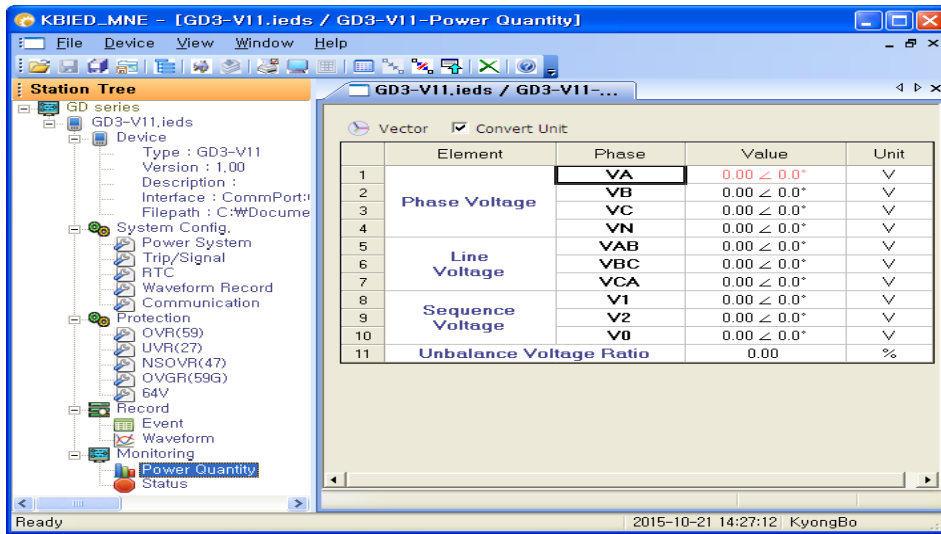 KBIED_MNE - [GD3-V11.ieds / GD3-V11-Power Quantity]
File Device View Window Help
Station Tree
GD series
GD3-V11.ieds
Device
Type : GD3-V11
Version : 1.00
Description :
Interface : CommPort:
Filepath : C:₩Docume
System Config.
Power System
Trip/Signal
RTC
Waveform Record
Communication
Protection
OVR(59)
UVR(27)
NSOVR(47)
OVGR(59G)
64V
Record
Event
Waveform
Monitoring
Power Quantity
Status
GD3-V11.ieds / GD3-V11-...
Vector Convert Unit
Element Phase Value Unit
Phase Voltage
1 VA 0.00 ∠ 0.0° V
2 VB 0.00 ∠ 0.0° V
3 VC 0.00 ∠ 0.0° V
4 VN 0.00 ∠ 0.0° V
Line
Voltage
5 VAB 0.00 ∠ 0.0° V
6 VBC 0.00 ∠ 0.0° V
7 VCA 0.00 ∠ 0.0° V
Sequence
Voltage
8 V1 0.00 ∠ 0.0° V
9 V2 0.00 ∠ 0.0° V
10 V0 0.00 ∠ 0.0° V
11 Unbalance Voltage Ratio 0.00 %
Ready 2015-10-21 14:27:12 KyongBo